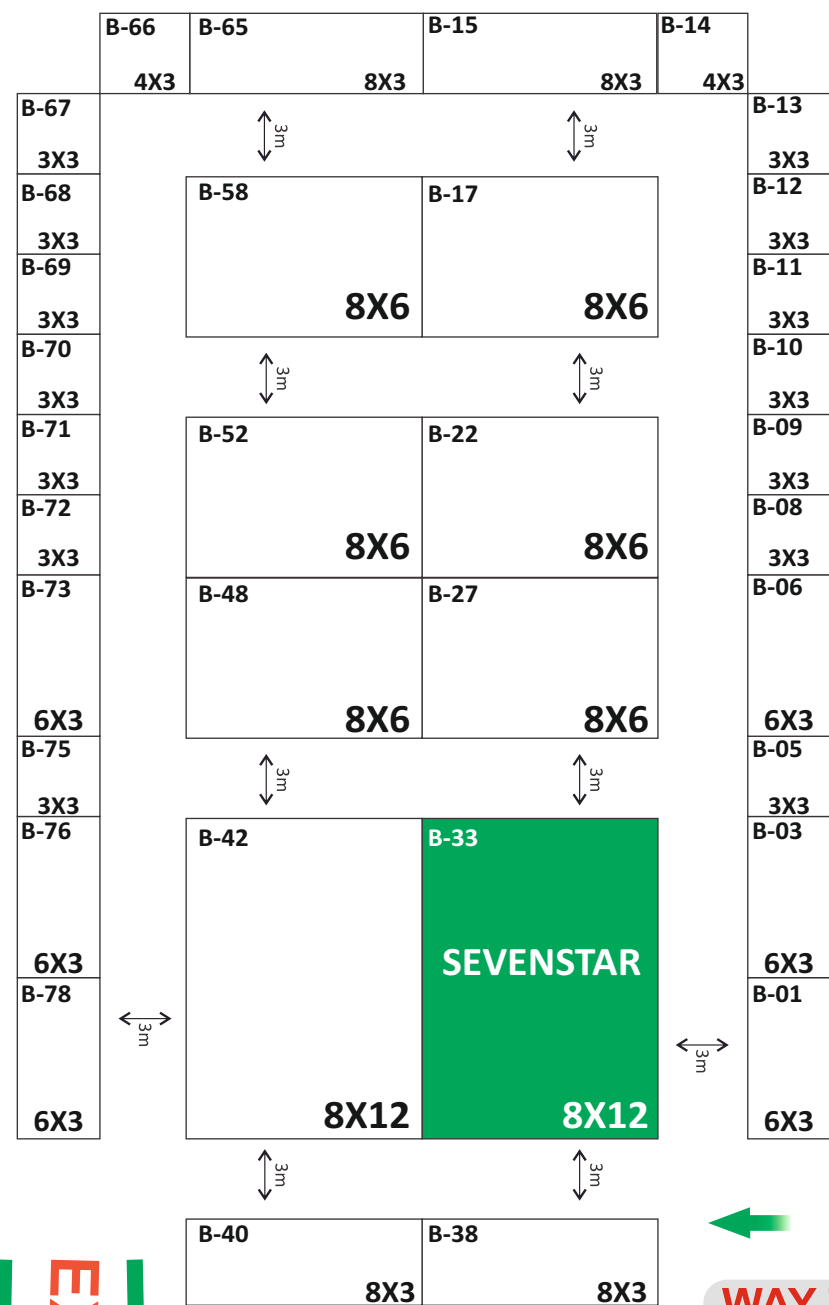 B-66 B-65 B-15 B-14
4X3 8X3 8X3 4X3
B-67 B-13
3m 3m
3X3 3X3
B-68 B-58 B-17 B-12
3X3 3X3
B-69 B-11
8X6 8X6
3X3 3X3
B-70 B-10
3m 3m
3X3 3X3
B-71 B-52 B-22 B-09
3X3 3X3
B-72 B-08
8X6 8X6
3X3 3X3
B-73 B-48 B-27 B-06
6X3 8X6 8X6 6X3
B-75 B-05
3m 3m
3X3 3X3
B-76 B-42 B-33 B-03
SEVENSTAR
6X3 6X3
B-78 B-01
3m 3m
6X3 8X12 8X12 6X3
3m 3m
B-40 B-38
8X3 8X3
WAY